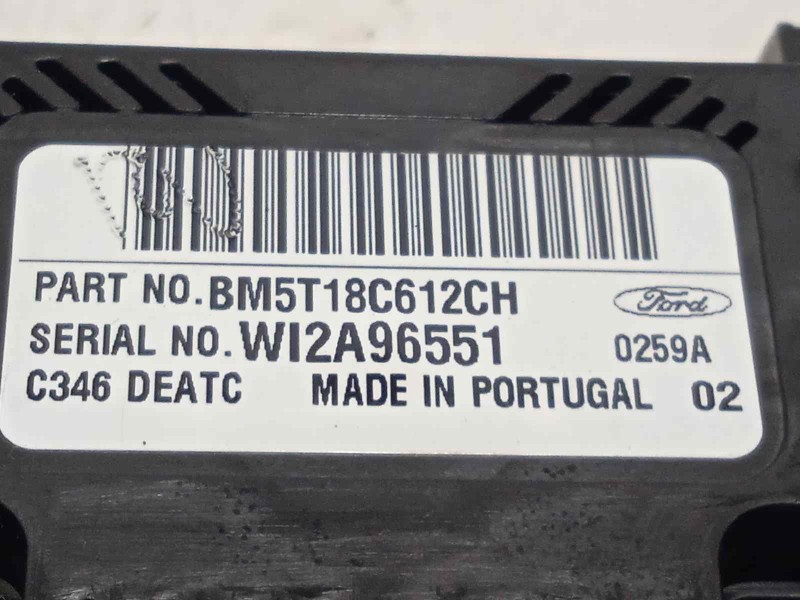 PART NO.BM5T18C612CH
Ford
SERIAL NO.WI2A96551
0259A
C346 DEATC MADE IN PORTUGAL 02